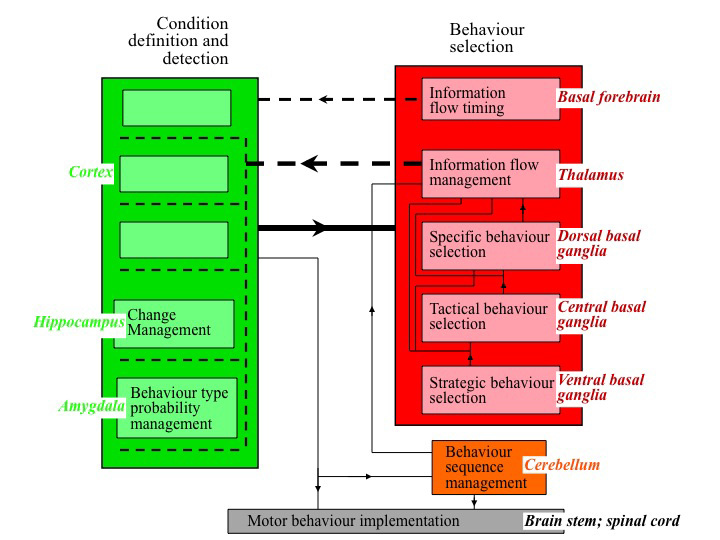 Condition
definition and
detection
Behaviour
selection
Information
flow timing
Basal forebrain
Cortex
Information flow
management
Thalamus
Specific behaviour
selection
Dorsal basal
ganglia
Hippocampus
Change
Management
Tactical behaviour
selection
Central basal
ganglia
Amygdala
Behaviour type
probability
management
Strategic behaviour
selection
Ventral basal
ganglia
Behaviour
sequence
management
Cerebellum
Motor behaviour implementation
Brain stem; spinal cord